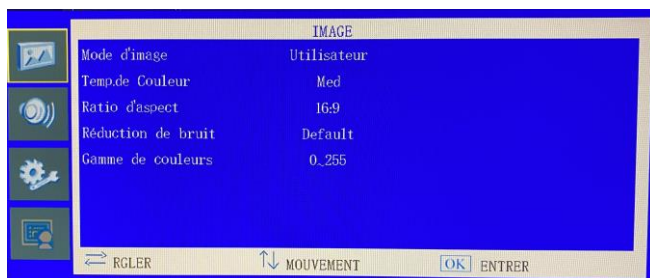 IMAGE
Mode d'image Utilisateur
Temp.de Couleur Med
Ratio d'aspect 16:9
Réduction de bruit Default
Gamme de couleurs 0~255
RGLER MOUVEMENT OK ENTRER